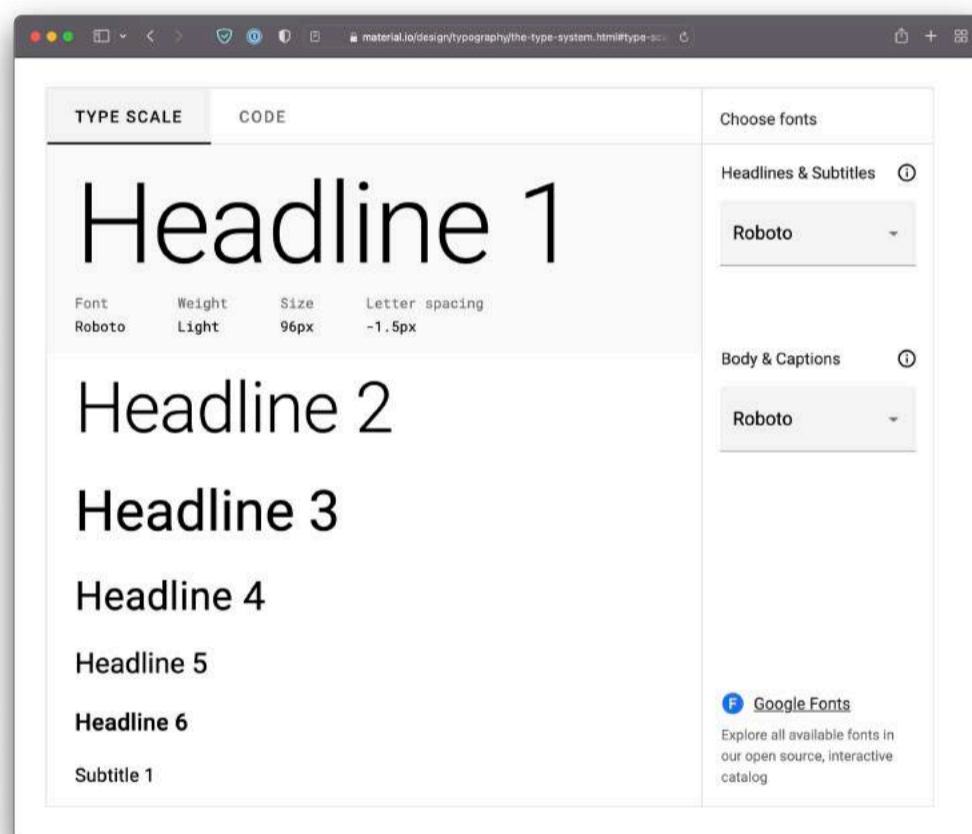 material.io/design/typography/the-type-system.html#type-sc
TYPE SCALE CODE
Headline 1
Font Weight Size Letter spacing
Roboto Light 96px -1.5px
Headline 2
Headline 3
Headline 4
Headline 5
Headline 6
Subtitle 1
Choose fonts
Headlines & Subtitles
Roboto
Body & Captions
Roboto
F Google Fonts
Explore all available fonts in
our open source, interactive
catalog